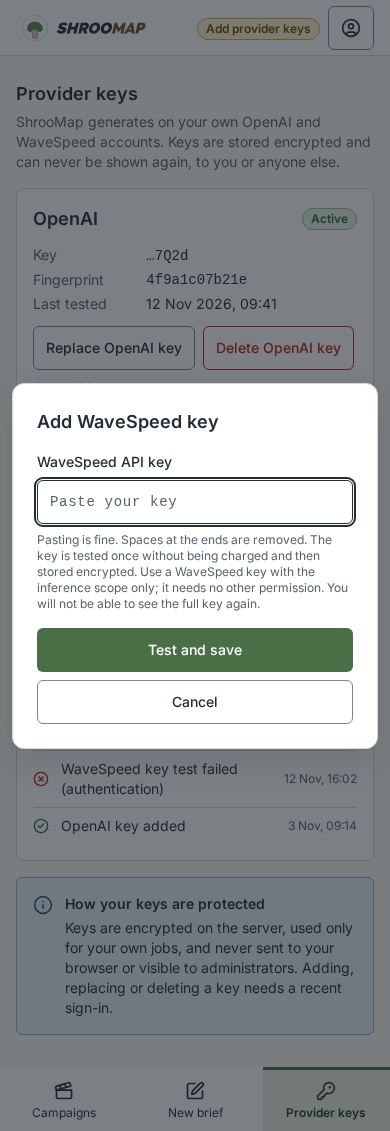 SHROOMAP
Add provider keys
Provider keys
ShrooMap generates on your own OpenAI and
WaveSpeed accounts. Keys are stored encrypted and
can never be shown again, to you or anyone else.
OpenAI
Active
Key
…7Q2d
Fingerprint
4f9a1c07b21e
Last tested
12 Nov 2026, 09:41
Replace OpenAI key
Delete OpenAI key
Add WaveSpeed key
WaveSpeed API key
Paste your key
Pasting is fine. Spaces at the ends are removed. The
key is tested once without being charged and then
stored encrypted. Use a WaveSpeed key with the
inference scope only; it needs no other permission. You
will not be able to see the full key again.
Test and save
Cancel
WaveSpeed key test failed
(authentication)
12 Nov, 16:02
OpenAI key added
3 Nov, 09:14
How your keys are protected
Keys are encrypted on the server, used only
for your own jobs, and never sent to your
browser or visible to administrators. Adding,
replacing or deleting a key needs a recent
sign-in.
Campaigns
New brief
Provider keys